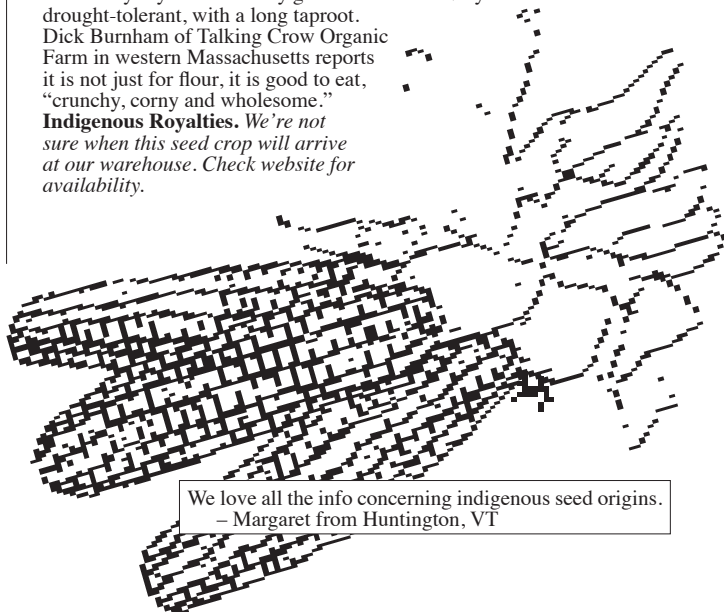 drought-tolerant, with a long taproot.
Dick Burnham of Talking Crow Organic
Farm in western Massachusetts reports
it is not just for flour, it is good to eat,
“crunchy, corny and wholesome.”
Indigenous Royalties. We’re not
sure when this seed crop will arrive
at our warehouse. Check website for
availability.
We love all the info concerning indigenous seed origins.
– Margaret from Huntington, VT